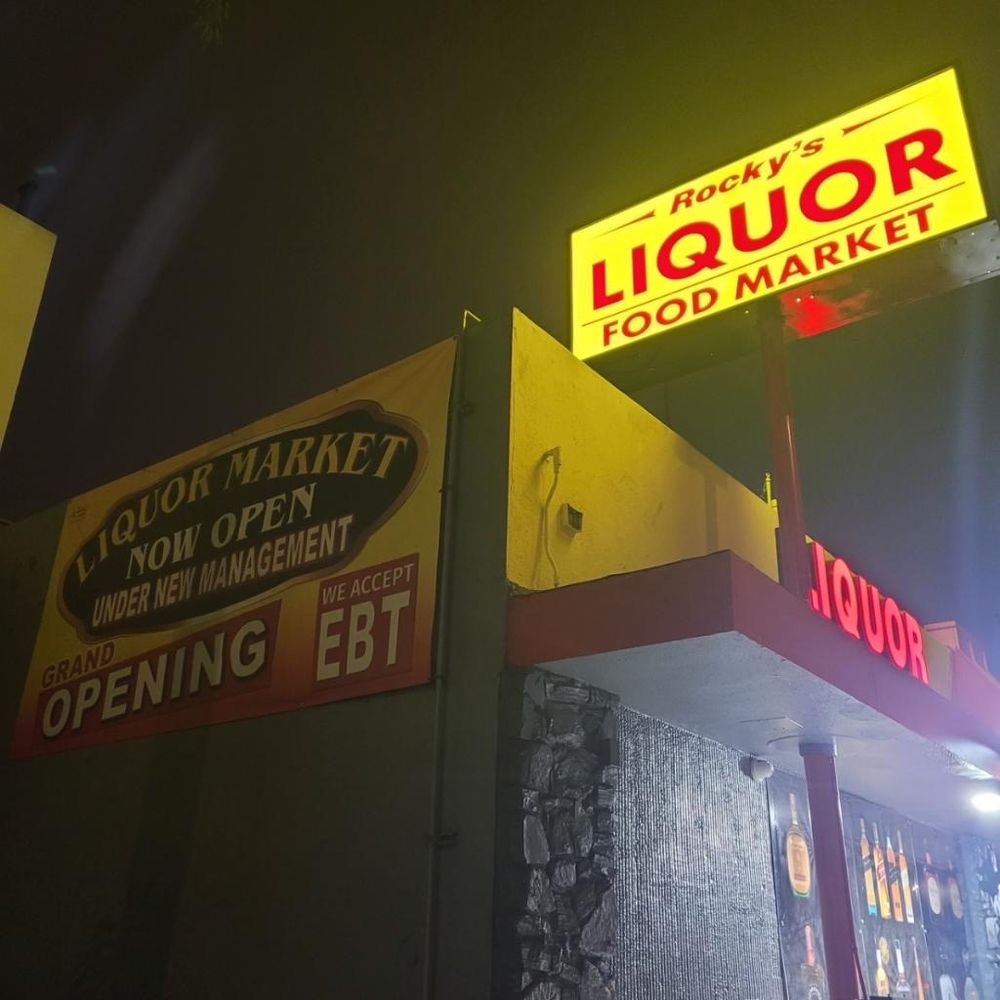 Rocky's
LIQUOR
FOOD MARKET
LIQUOR MARKET
NOW OPEN
UNDER NEW MANAGEMENT
GRAND
OPENING
WE ACCEPT
EBT
LIQUOR